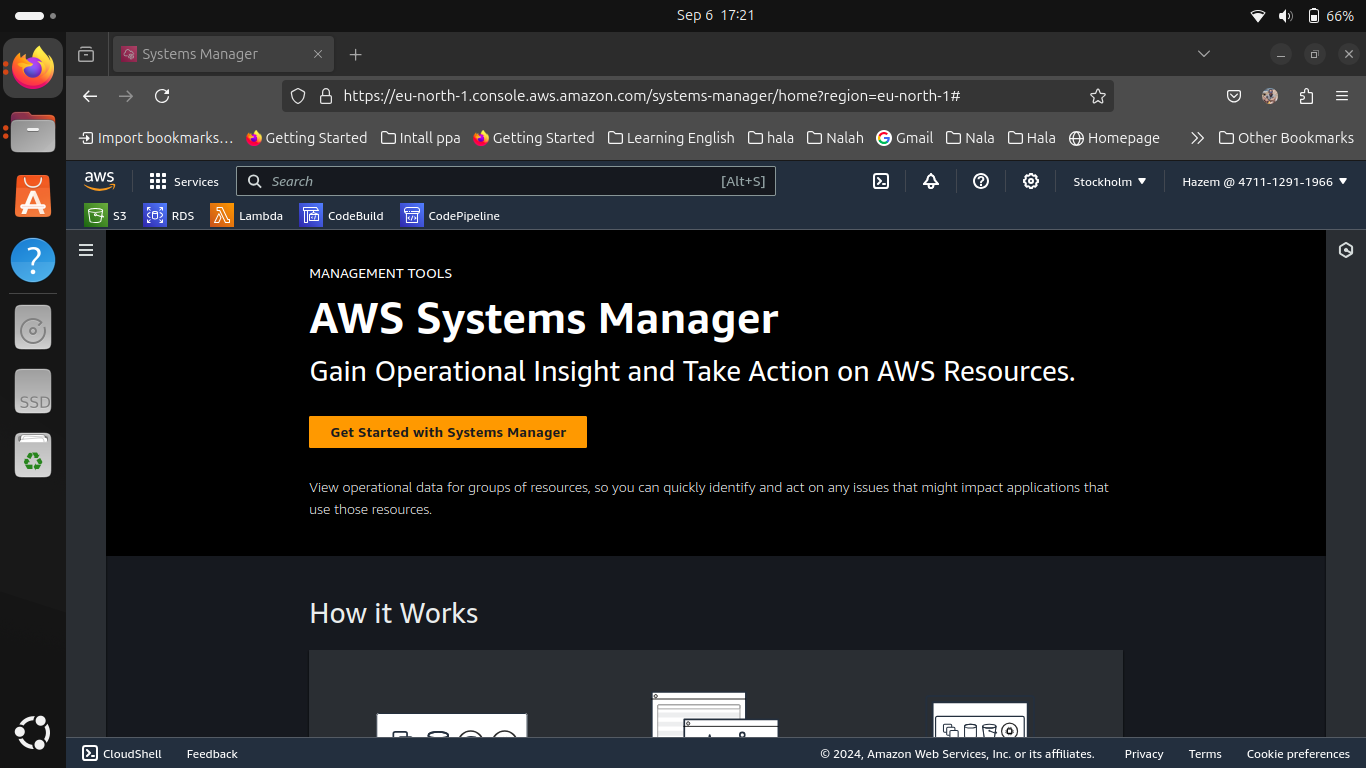 Sep 6 17:21
66%
Systems Manager
https://eu-north-1.console.aws.amazon.com/systems-manager/home?region=eu-north-1#
Import bookmarks... Getting Started Intall ppa Getting Started Learning English hala Nalah Gmail Nala Hala Homepage Other Bookmarks
aws Services Search [Alt+S] Stockholm Hazem @ 4711-1291-1966
S3 RDS Lambda CodeBuild CodePipeline
MANAGEMENT TOOLS
AWS Systems Manager
Gain Operational Insight and Take Action on AWS Resources.
Get Started with Systems Manager
View operational data for groups of resources, so you can quickly identify and act on any issues that might impact applications that
use those resources.
How it Works
SSD
CloudShell Feedback © 2024, Amazon Web Services, Inc. or its affiliates. Privacy Terms Cookie preferences